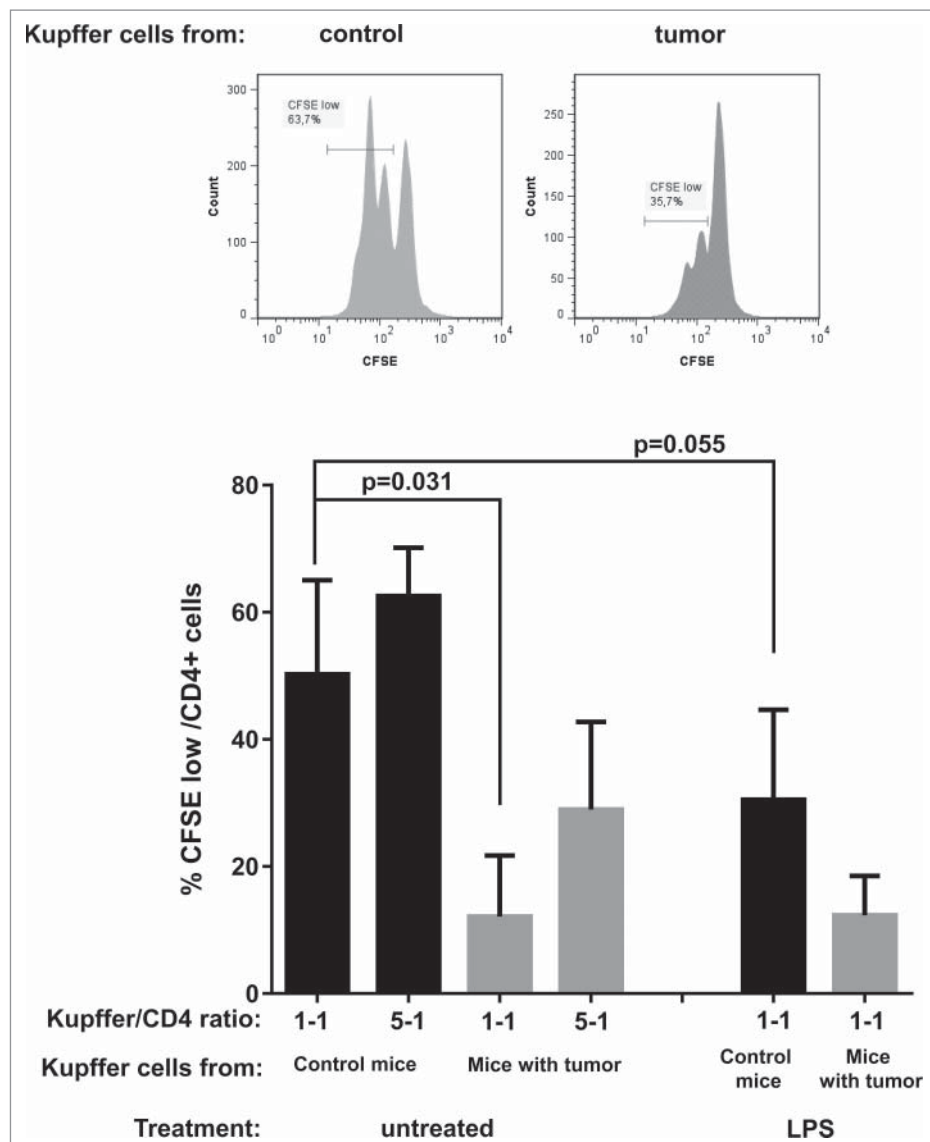 Kupffer cells from: control tumor
300
200
100
0
Count
CFSE low
63,7%
10^0 10^1 10^2 10^3 10^4
CFSE
250
200
150
100
50
0
Count
CFSE low
35,7%
10^0 10^1 10^2 10^3 10^4
CFSE
p=0.055
p=0.031
80
60
40
20
0
% CFSE low /CD4+ cells
Kupffer/CD4 ratio: 1-1 5-1 1-1 5-1 1-1 1-1
Kupffer cells from: Control mice Mice with tumor Control mice Mice with tumor
Treatment: untreated LPS